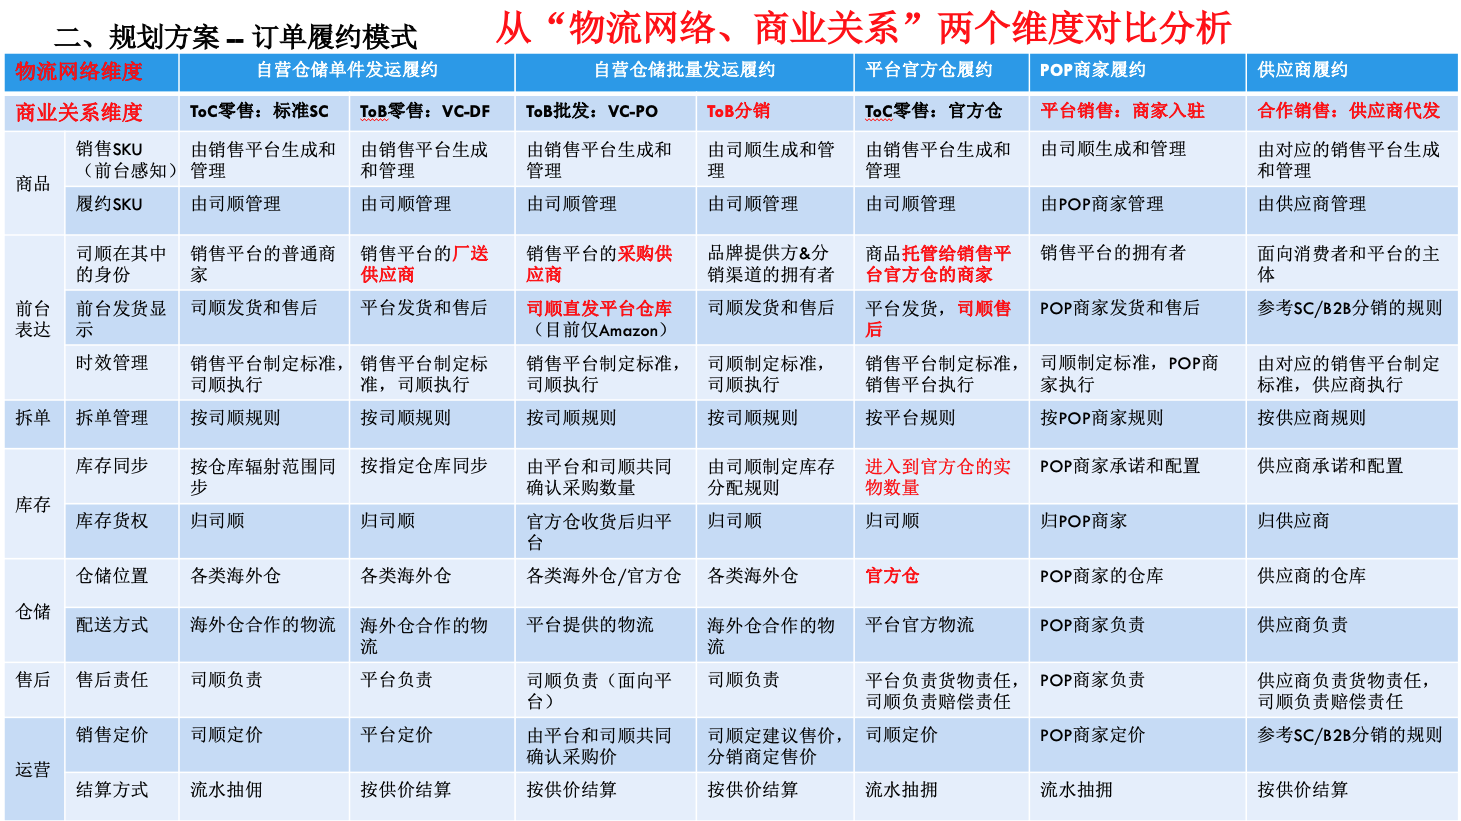 二、规划方案 – 订单履约模式
从“物流网络、商业关系”两个维度对比分析
物流网络维度
自营仓储单件发运履约
自营仓储批量发运履约
平台官方仓履约
POP商家履约
供应商履约
商业关系维度
ToC零售：标准SC
ToB零售：VC-DF
ToB批发：VC-PO
ToB分销
ToC零售：官方仓
平台销售：商家入驻
合作销售：供应商代发
商品
销售SKU
（前台感知）
由销售平台生成和
管理
由销售平台生成
和管理
由销售平台生成和
管理
由司顺生成和管
理
由销售平台生成和
管理
由司顺生成和管理
由对应的销售平台生成
和管理
履约SKU
由司顺管理
由司顺管理
由司顺管理
由司顺管理
由司顺管理
由POP商家管理
由供应商管理
前台
表达
司顺在其中
的身份
销售平台的普通商
家
销售平台的厂送
供应商
销售平台的采购供
应商
品牌提供方&分
销渠道的拥有者
商品托管给销售平
台官方仓的商家
销售平台的拥有者
面向消费者和平台的主
体
前台发货显
示
司顺发货和售后
平台发货和售后
司顺直发平台仓库
（目前仅Amazon）
司顺发货和售后
平台发货，司顺售
后
POP商家发货和售后
参考SC/B2B分销的规则
时效管理
销售平台制定标准，
司顺执行
销售平台制定标
准，司顺执行
销售平台制定标准，
司顺执行
司顺制定标准，
司顺执行
销售平台制定标准，
销售平台执行
司顺制定标准，POP商
家执行
由对应的销售平台制定
标准，供应商执行
拆单
拆单管理
按司顺规则
按司顺规则
按司顺规则
按司顺规则
按平台规则
按POP商家规则
按供应商规则
库存
库存同步
按仓库辐射范围同
步
按指定仓库同步
由平台和司顺共同
确认采购数量
由司顺制定库存
分配规则
进入到官方仓的实
物数量
POP商家承诺和配置
供应商承诺和配置
库存货权
归司顺
归司顺
官方仓收货后归平
台
归司顺
归司顺
归POP商家
归供应商
仓储
仓储位置
各类海外仓
各类海外仓
各类海外仓/官方仓
各类海外仓
官方仓
POP商家的仓库
供应商的仓库
配送方式
海外仓合作的物流
海外仓合作的物
流
平台提供的物流
海外仓合作的物
流
平台官方物流
POP商家负责
供应商负责
售后
售后责任
司顺负责
平台负责
司顺负责（面向平
台）
司顺负责
平台负责货物责任，
司顺负责赔偿责任
POP商家负责
供应商负责货物责任，
司顺负责赔偿责任
运营
销售定价
司顺定价
平台定价
由平台和司顺共同
确认采购价
司顺定建议售价，
分销商定售价
司顺定价
POP商家定价
参考SC/B2B分销的规则
结算方式
流水抽佣
按供价结算
按供价结算
按供价结算
流水抽拥
流水抽拥
按供价结算